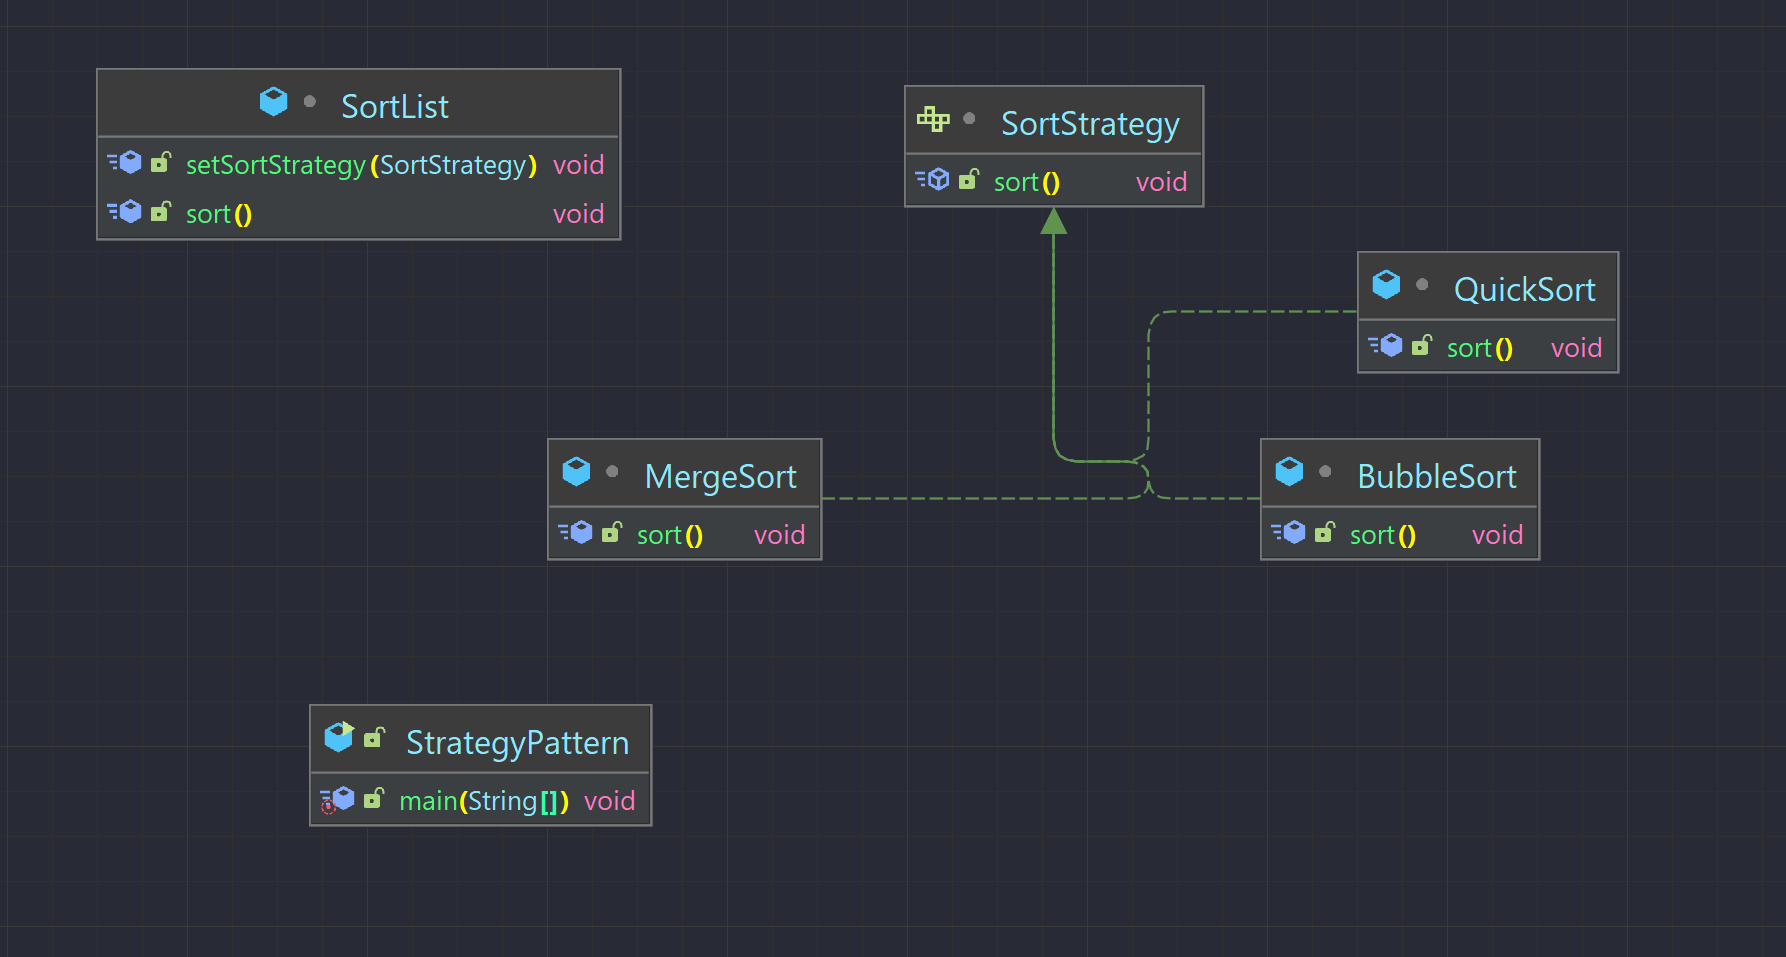 SortList
setSortStrategy(SortStrategy) void
sort() void
SortStrategy
sort() void
QuickSort
sort() void
MergeSort
sort() void
BubbleSort
sort() void
StrategyPattern
main(String[]) void